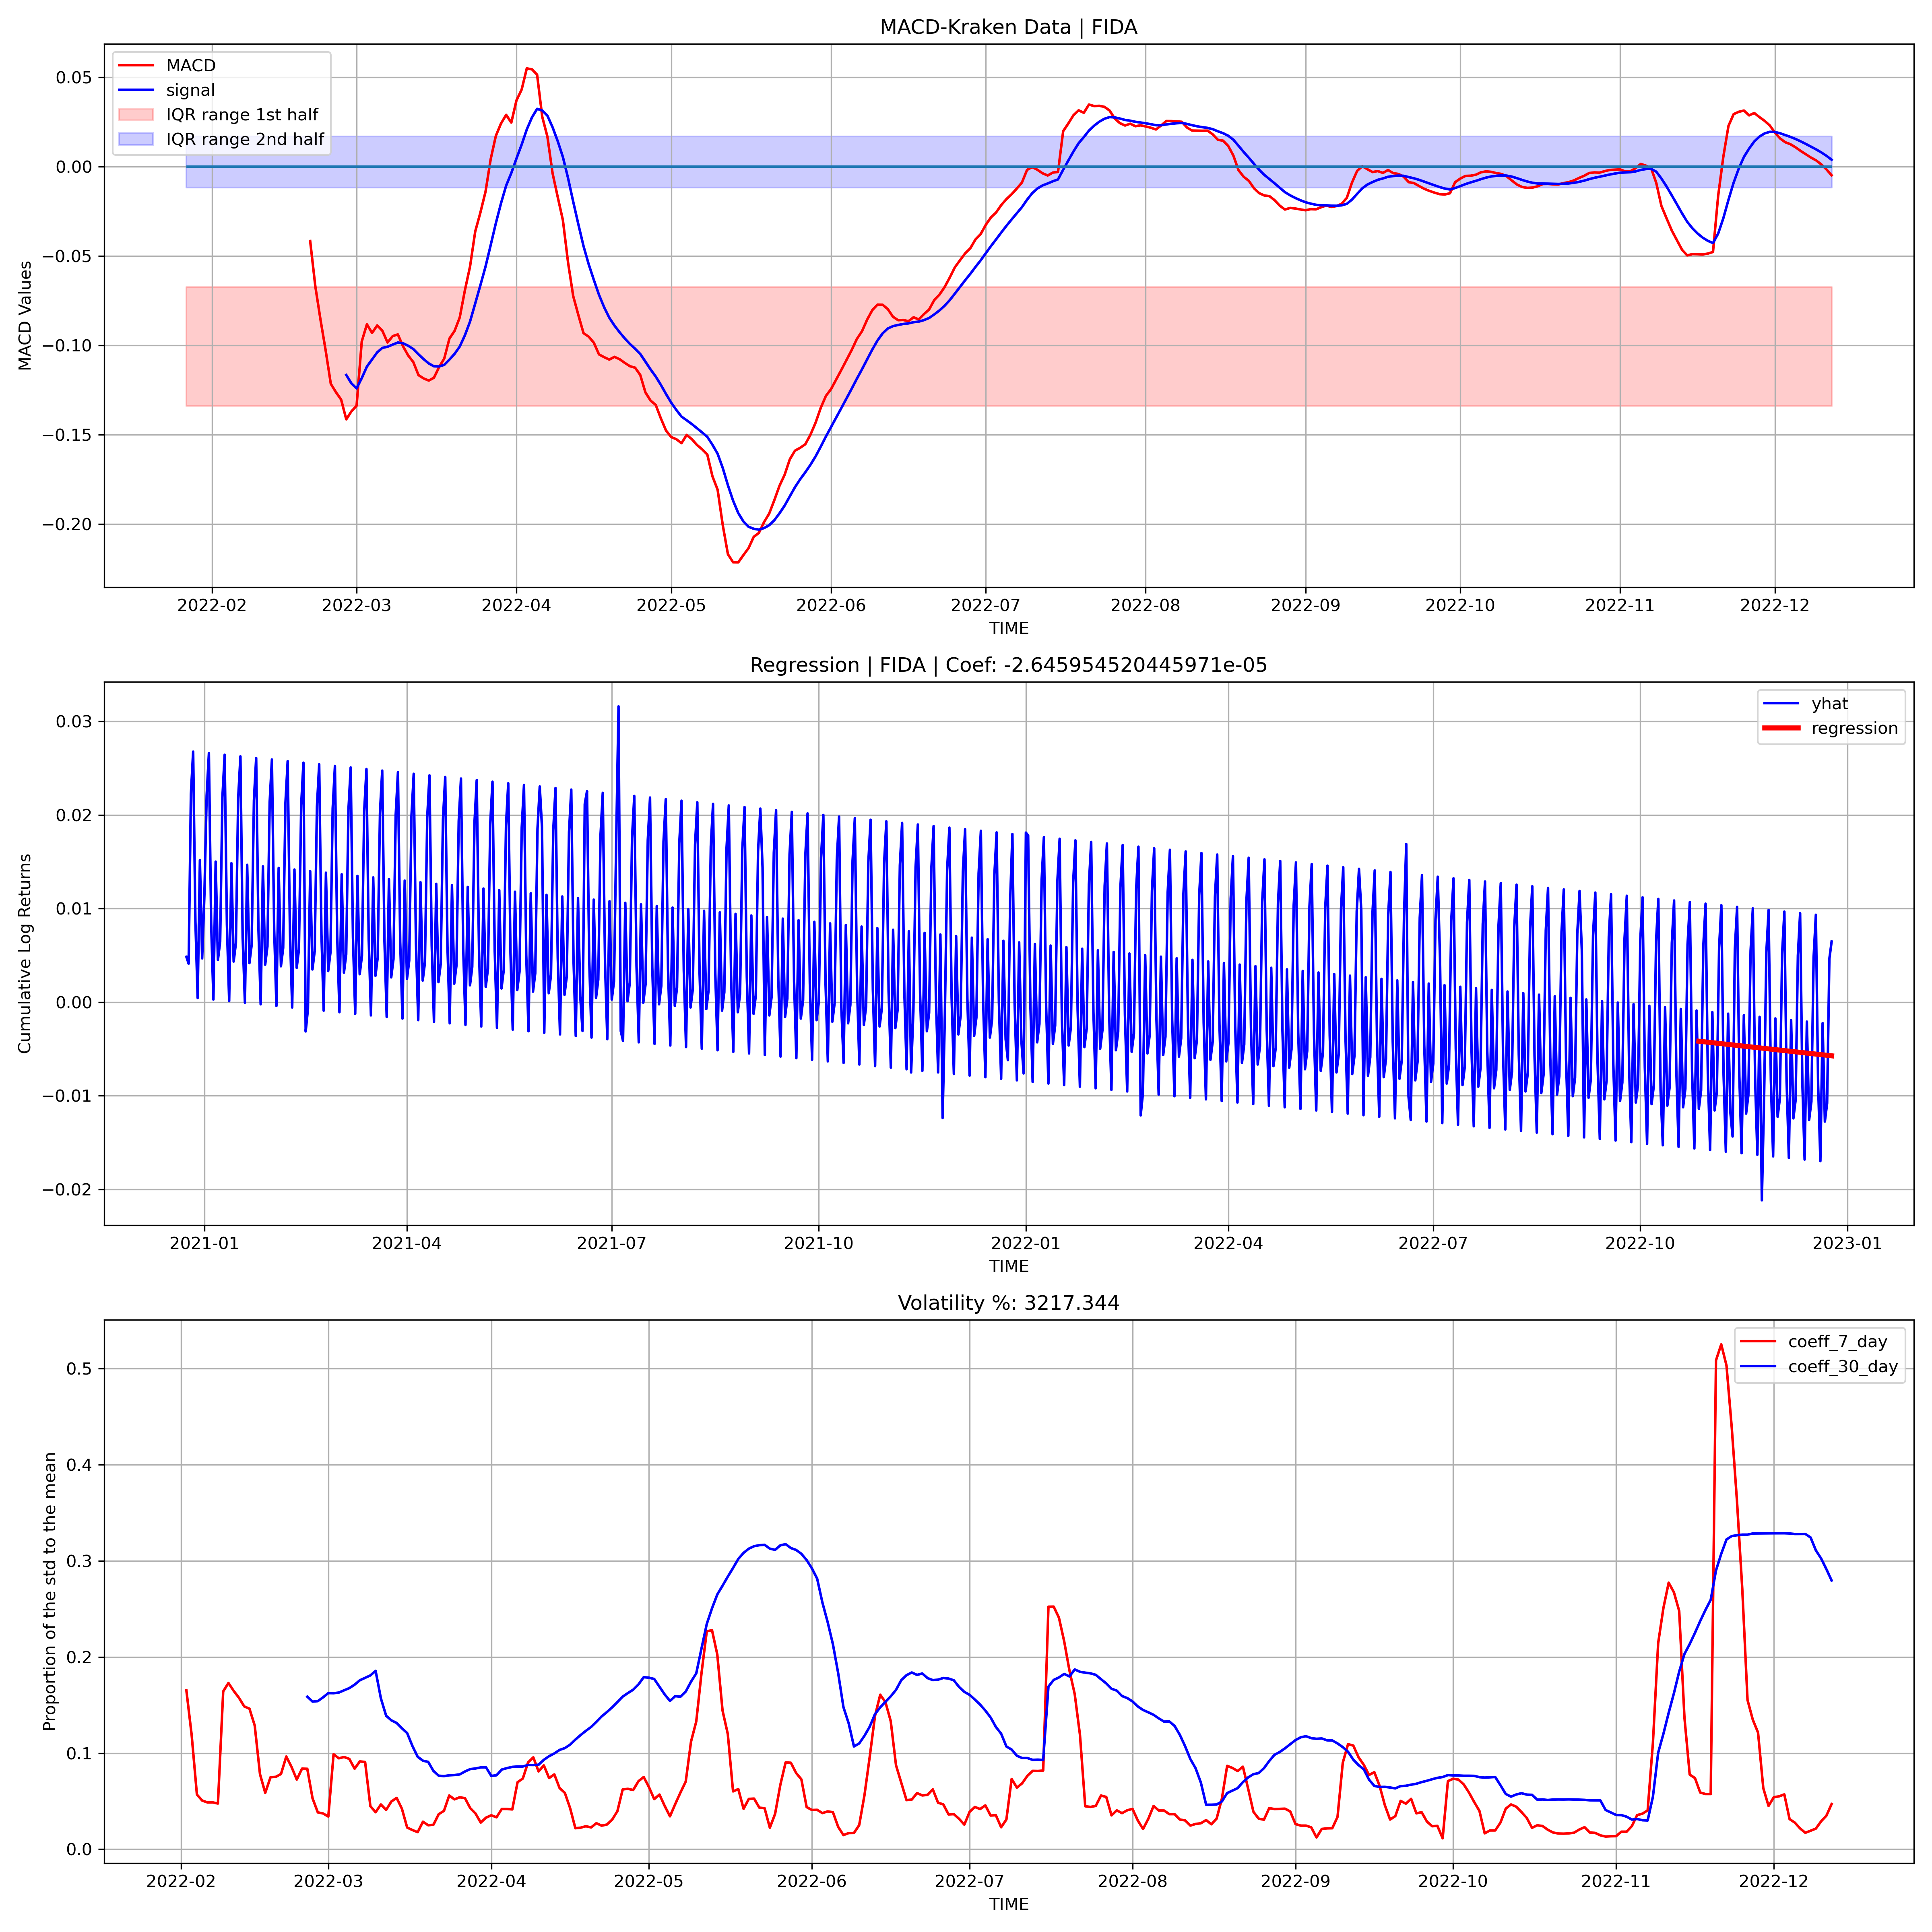 MACD-Kraken Data | FIDA
MACD
signal
IQR range 1st half
IQR range 2nd half
MACD Values
0.05
0.00
−0.05
−0.10
−0.15
−0.20
2022-02 2022-03 2022-04 2022-05 2022-06 2022-07 2022-08 2022-09 2022-10 2022-11 2022-12
TIME
Regression | FIDA | Coef: -2.645954520445971e-05
yhat
regression
Cumulative Log Returns
0.03
0.02
0.01
0.00
−0.01
−0.02
2021-01 2021-04 2021-07 2021-10 2022-01 2022-04 2022-07 2022-10 2023-01
TIME
Volatility %: 3217.344
coeff_7_day
coeff_30_day
Proportion of the std to the mean
0.5
0.4
0.3
0.2
0.1
0.0
2022-02 2022-03 2022-04 2022-05 2022-06 2022-07 2022-08 2022-09 2022-10 2022-11 2022-12
TIME